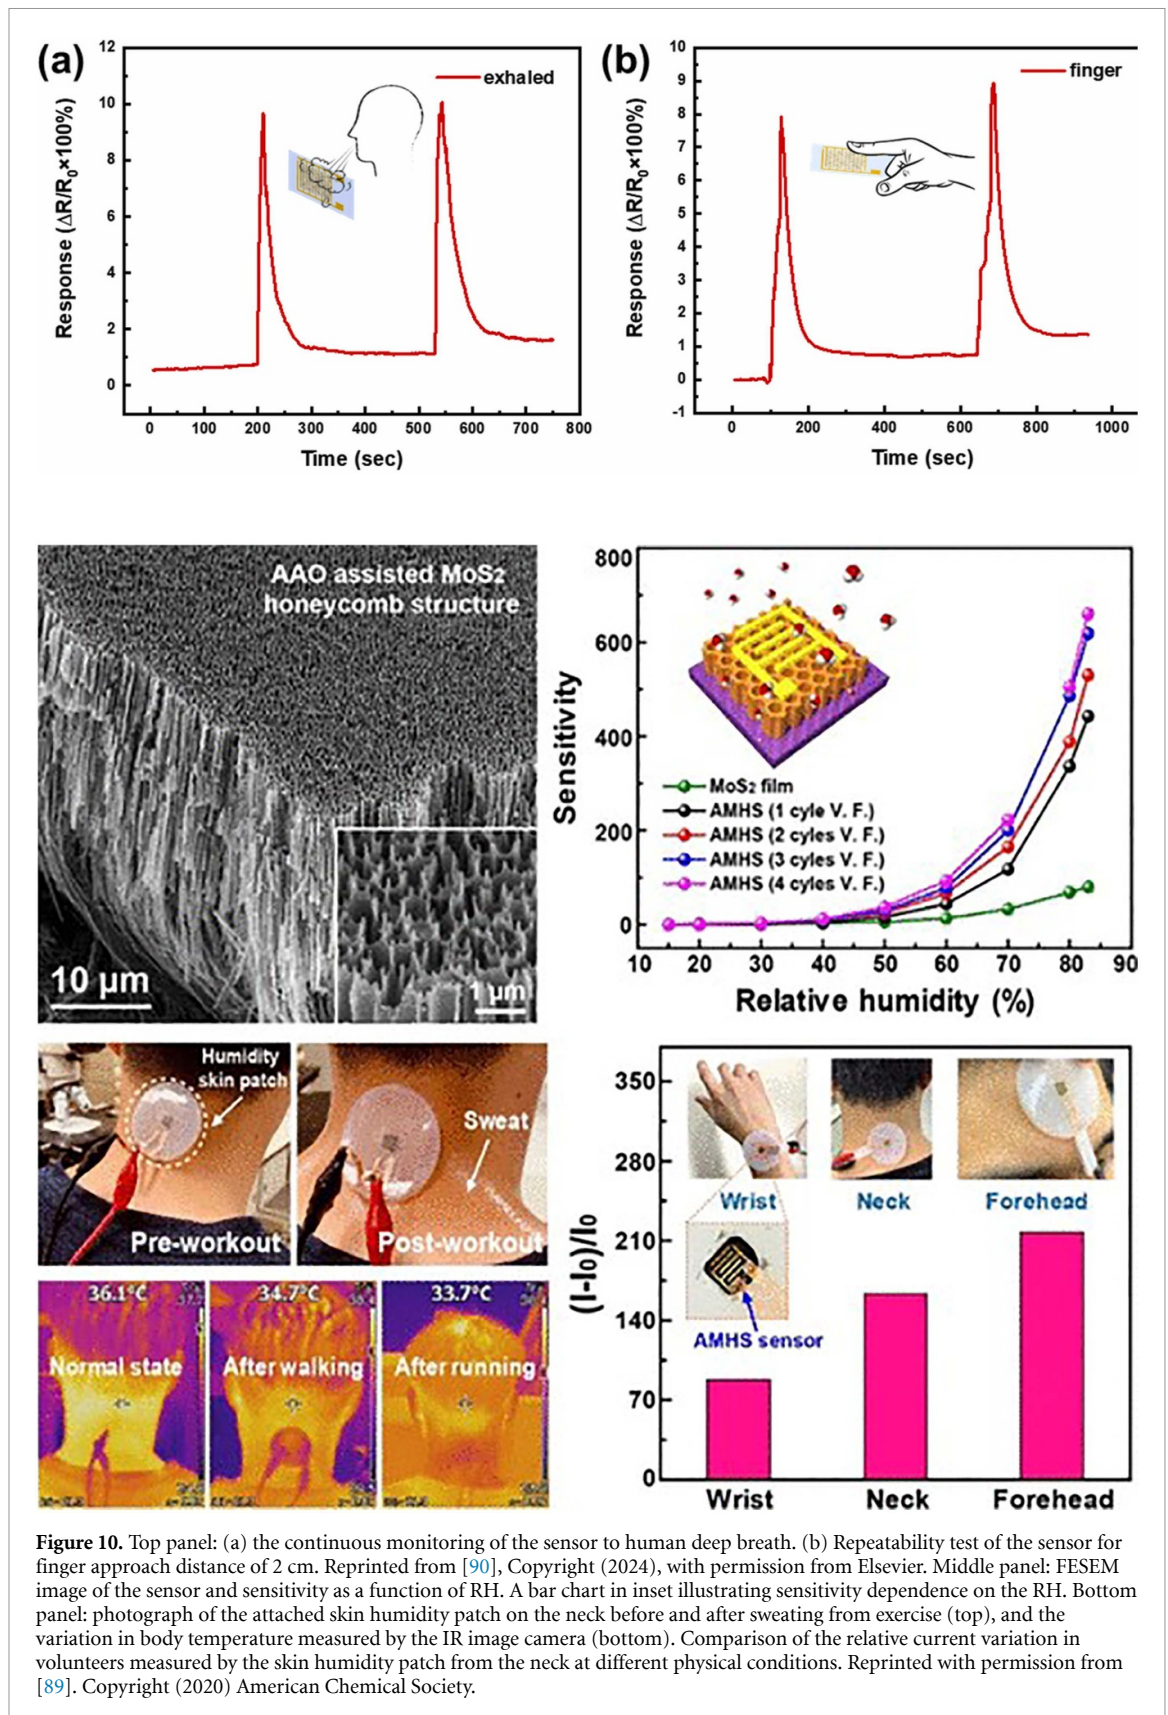 (a)
12
10
8
6
4
2
0
Response (ΔR/R0×100%)
exhaled
0 100 200 300 400 500 600 700 800
Time (sec)
(b)
10
9
8
7
6
5
4
3
2
1
0
-1
Response (ΔR/R0×100%)
finger
0 200 400 600 800 1000
Time (sec)
AAO assisted MoS2
honeycomb structure
10 µm
1 µm
800
600
400
200
0
Sensitivity
MoS2 film
AMHS (1 cyle V. F.)
AMHS (2 cyles V. F.)
AMHS (3 cyles V. F.)
AMHS (4 cyles V. F.)
10 20 30 40 50 60 70 80 90
Relative humidity (%)
Humidity
skin patch
Pre-workout
Sweat
Post-workout
36.1°C
Normal state
34.7°C
After walking
33.7°C
After running
350
280
210
140
70
0
(I-I0)/I0
Wrist Neck Forehead
AMHS sensor
Wrist Neck Forehead
Figure 10. Top panel: (a) the continuous monitoring of the sensor to human deep breath. (b) Repeatability test of the sensor for
finger approach distance of 2 cm. Reprinted from [90], Copyright (2024), with permission from Elsevier. Middle panel: FESEM
image of the sensor and sensitivity as a function of RH. A bar chart in inset illustrating sensitivity dependence on the RH. Bottom
panel: photograph of the attached skin humidity patch on the neck before and after sweating from exercise (top), and the
variation in body temperature measured by the IR image camera (bottom). Comparison of the relative current variation in
volunteers measured by the skin humidity patch from the neck at different physical conditions. Reprinted with permission from
[89]. Copyright (2020) American Chemical Society.